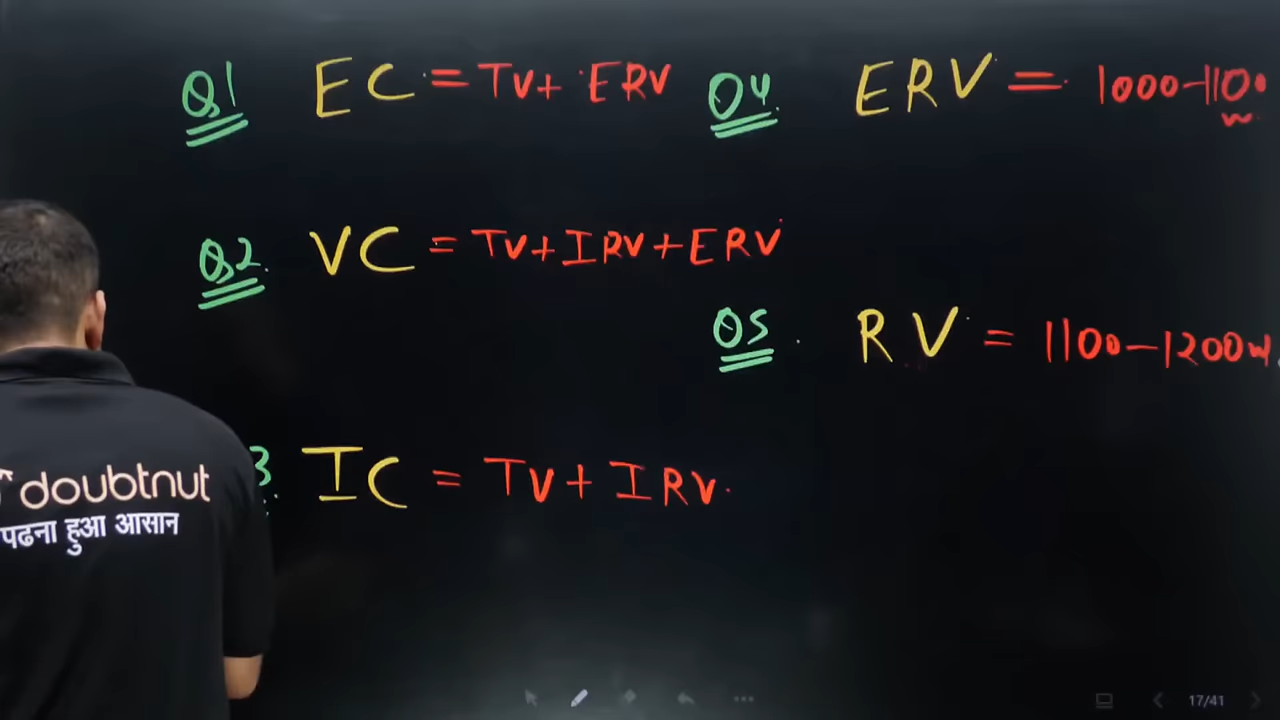 Q1 EC = TV + ERV
Q4 ERV = 1000-1100
Q2. VC = TV+IRV+ERV
Q5. RV = 1100-1200
3. IC = TV + IRV.
doubtnut
पढना हुआ आसान
17/41